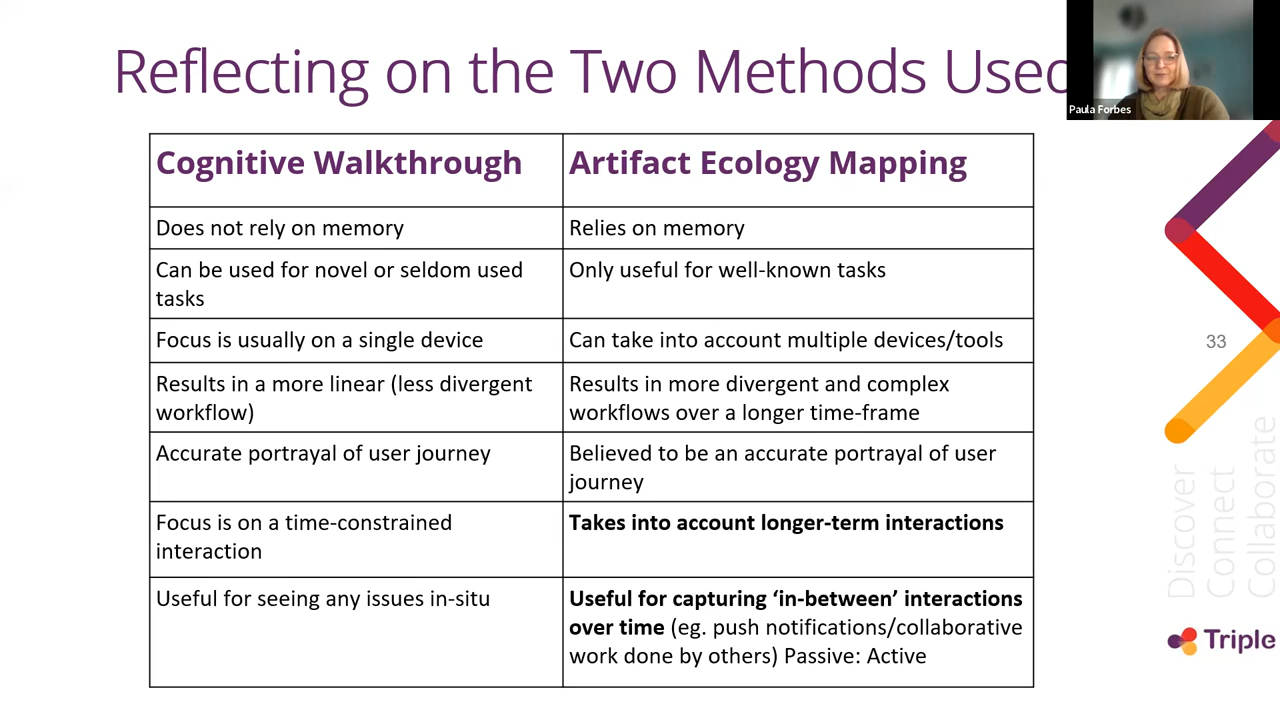 Reflecting on the Two Methods Used
Paula Forbes
Cognitive Walkthrough
Artifact Ecology Mapping
Does not rely on memory
Relies on memory
Can be used for novel or seldom used
tasks
Only useful for well-known tasks
Focus is usually on a single device
Can take into account multiple devices/tools
Results in a more linear (less divergent
workflow)
Results in more divergent and complex
workflows over a longer time-frame
Accurate portrayal of user journey
Believed to be an accurate portrayal of user
journey
Focus is on a time-constrained
interaction
Takes into account longer-term interactions
Useful for seeing any issues in-situ
Useful for capturing ‘in-between’ interactions
over time (eg. push notifications/collaborative
work done by others) Passive: Active
33
Discover
Connect
Collaborate
Triple